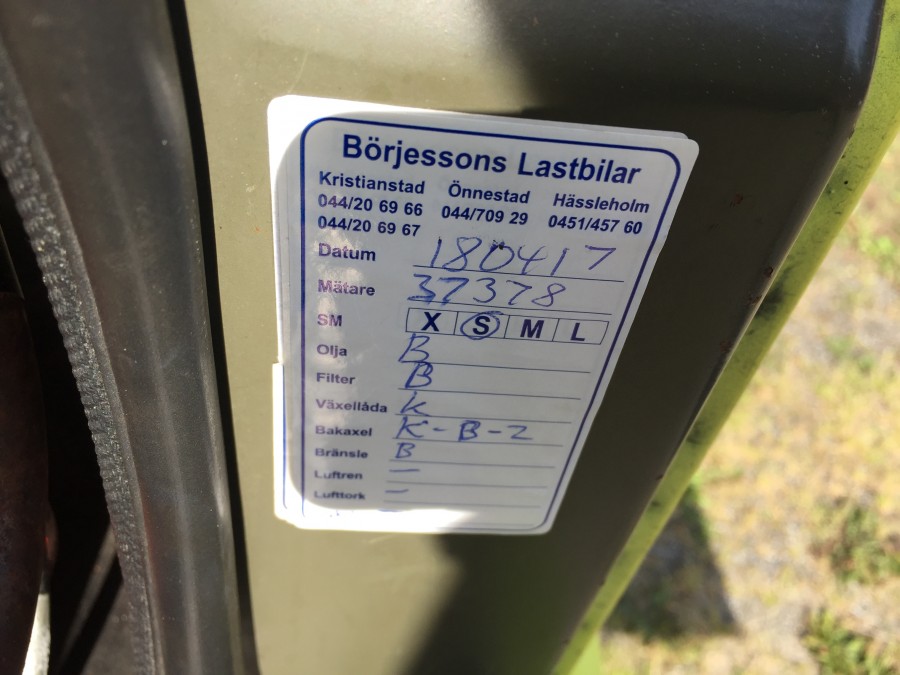 Börjessons Lastbilar
Kristianstad Önnestad Hässleholm
044/20 69 66 044/709 29 0451/457 60
044/20 69 67
Datum 180417
Mätare 37378
SM X S M L
Olja B
Filter B
Växellåda K
Bakaxel K-B-2
Bränsle B
Luftren –
Lufttork –